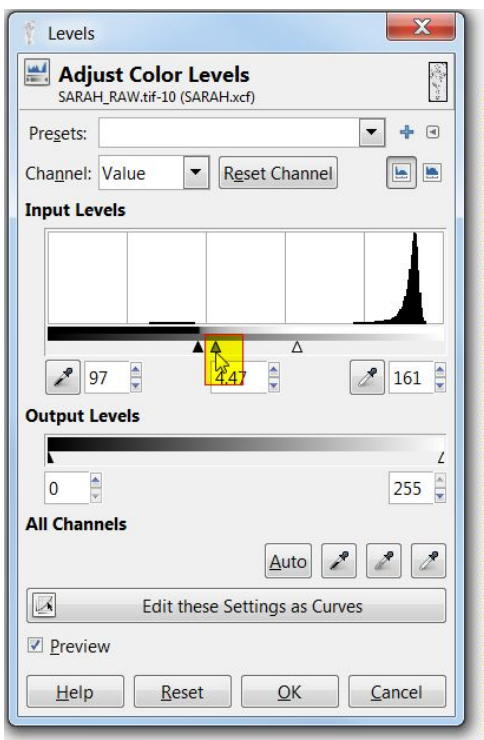 Levels
Adjust Color Levels
SARAH_RAW.tif-10 (SARAH.xcf)
Presets:
Channel: Value Reset Channel
Input Levels
97 4.47 161
Output Levels
0 255
All Channels
Auto
Edit these Settings as Curves
Preview
Help Reset OK Cancel